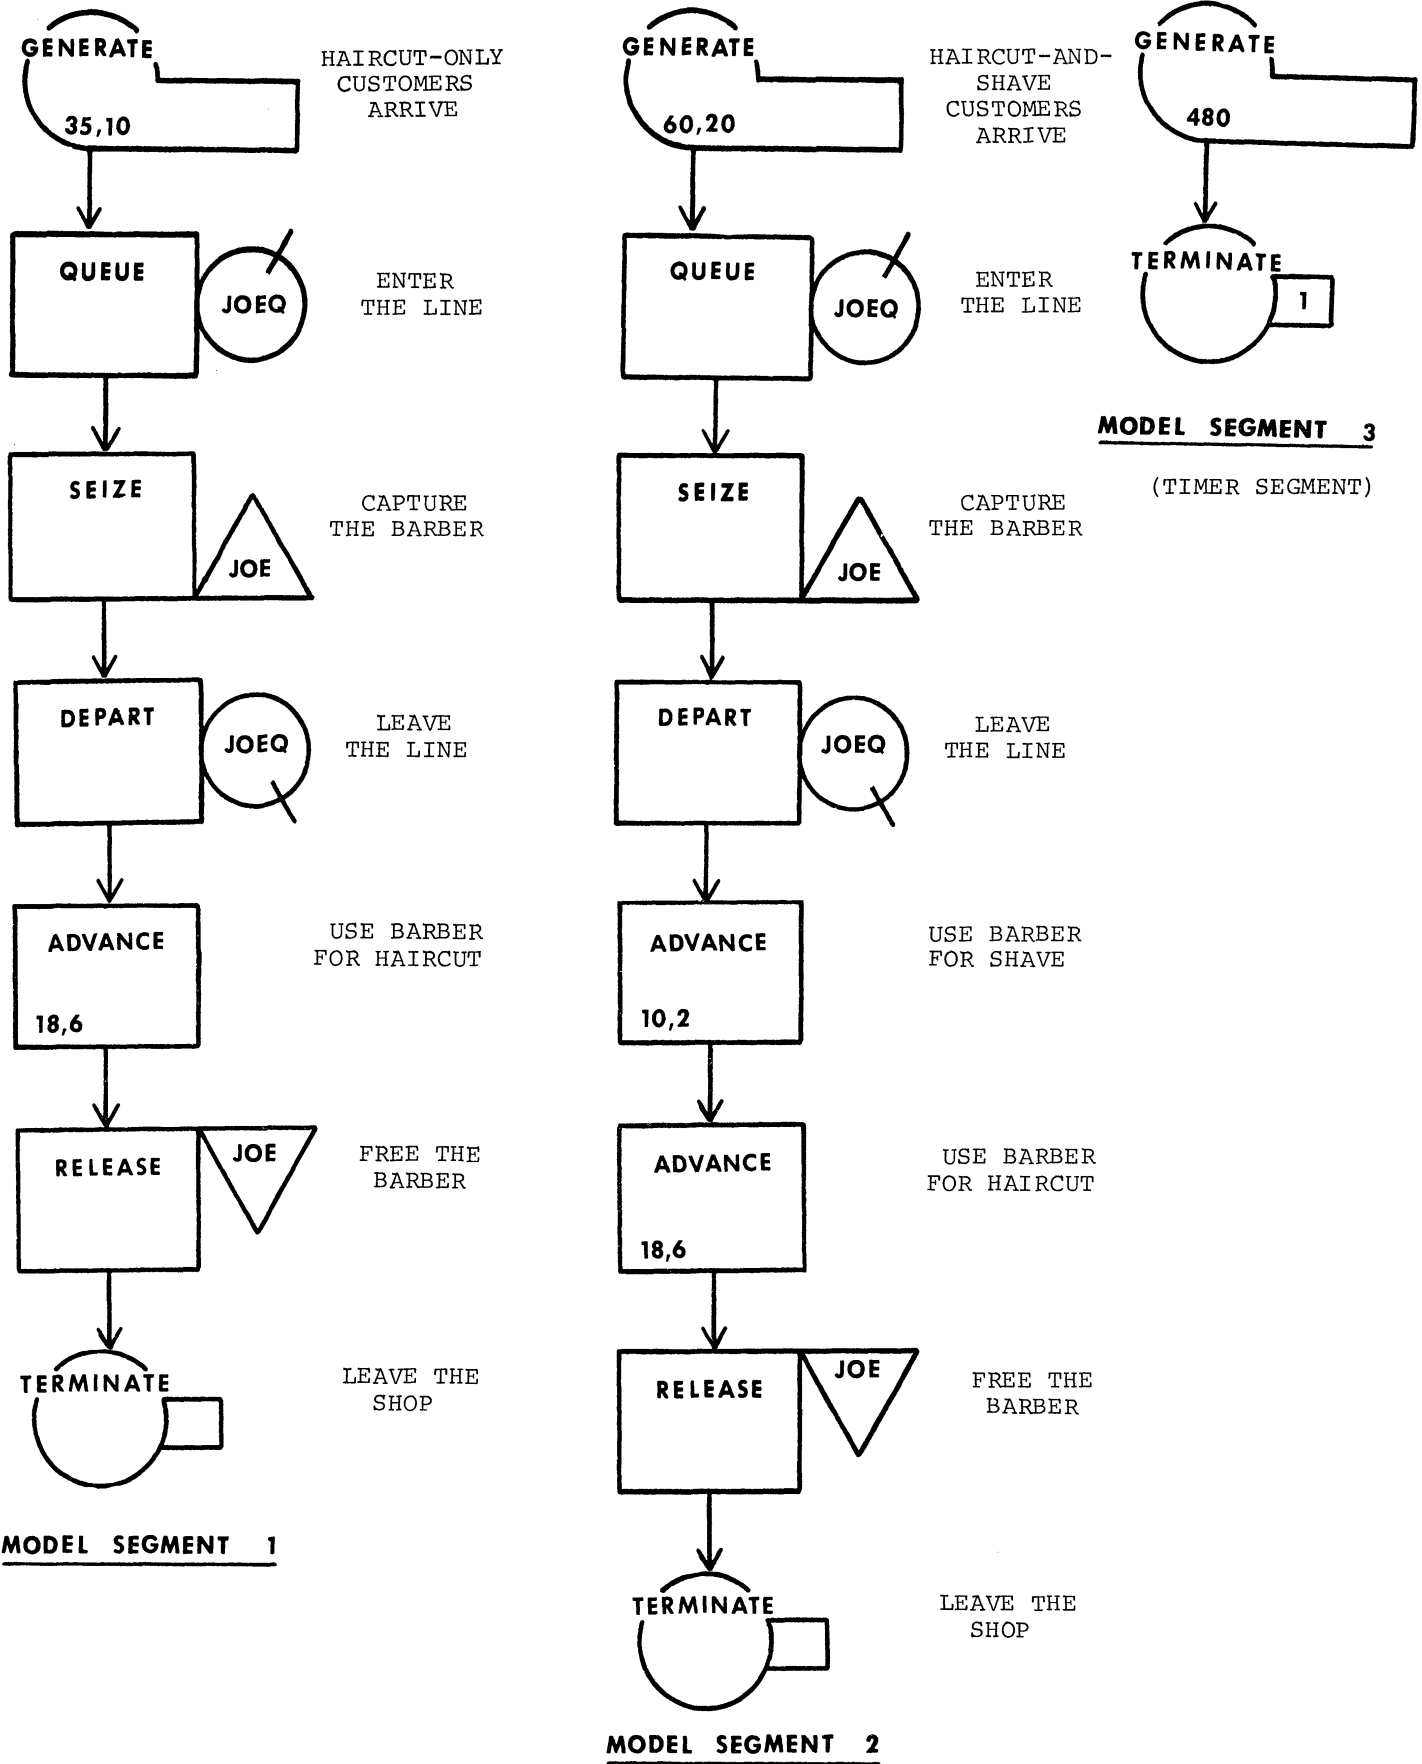 GENERATE
35,10
HAIRCUT-ONLY
CUSTOMERS
ARRIVE
QUEUE
JOEQ
ENTER
THE LINE
SEIZE
JOE
CAPTURE
THE BARBER
DEPART
JOEQ
LEAVE
THE LINE
ADVANCE
18,6
USE BARBER
FOR HAIRCUT
RELEASE
JOE
FREE THE
BARBER
TERMINATE
LEAVE THE
SHOP
MODEL SEGMENT 1
GENERATE
60,20
HAIRCUT-AND-
SHAVE
CUSTOMERS
ARRIVE
QUEUE
JOEQ
ENTER
THE LINE
SEIZE
JOE
CAPTURE
THE BARBER
DEPART
JOEQ
LEAVE
THE LINE
ADVANCE
10,2
USE BARBER
FOR SHAVE
ADVANCE
18,6
USE BARBER
FOR HAIRCUT
RELEASE
JOE
FREE THE
BARBER
TERMINATE
LEAVE THE
SHOP
MODEL SEGMENT 2
GENERATE
480
TERMINATE
1
MODEL SEGMENT 3
(TIMER SEGMENT)